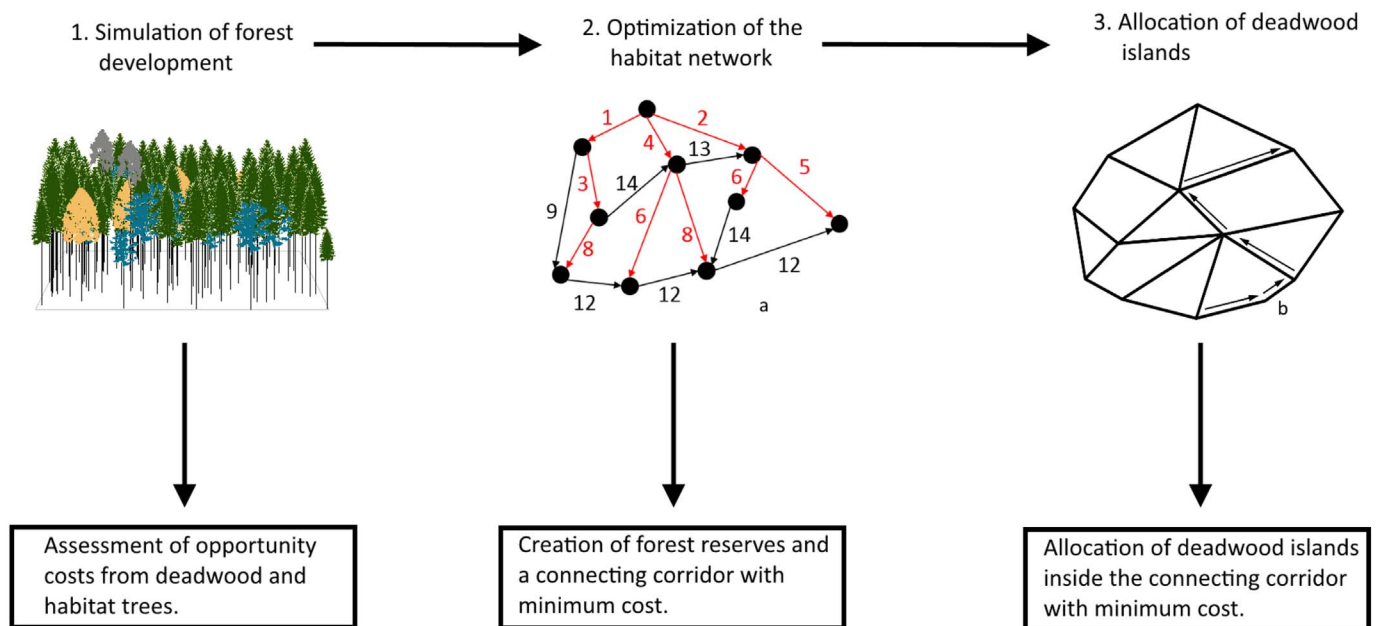 1. Simulation of forest
development
2. Optimization of the
habitat network
3. Allocation of deadwood
islands
1
2
4
13
5
3
14
6
9
6
8
8
14
12
12
12
a
b
Assessment of opportunity
costs from deadwood and
habitat trees.
Creation of forest reserves and
a connecting corridor with
minimum cost.
Allocation of deadwood islands
inside the connecting corridor
with minimum cost.